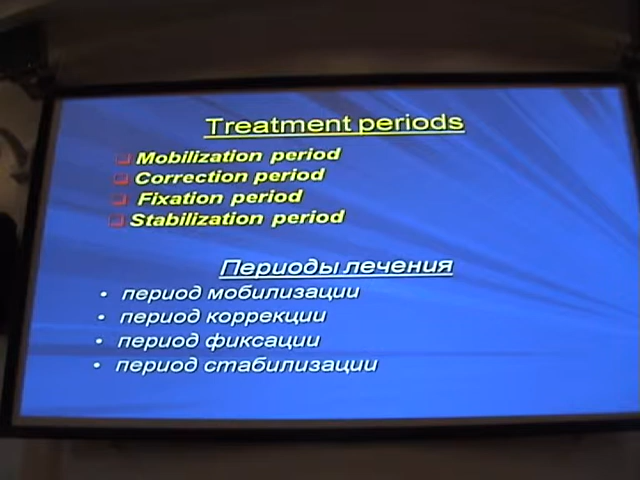 Treatment periods
Mobilization period
Correction period
Fixation period
Stabilization period
Периоды лечения
• период мобилизации
• период коррекции
• период фиксации
• период стабилизации